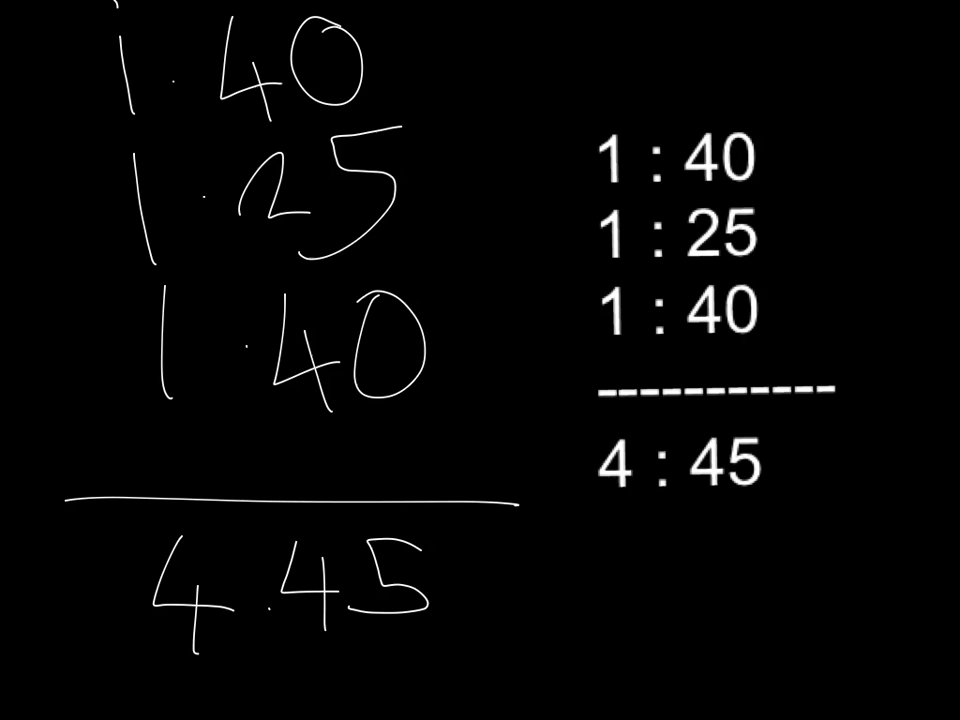 1.40
1.25
1.40
4.45
1 : 40
1 : 25
1 : 40
-----------
4 : 45